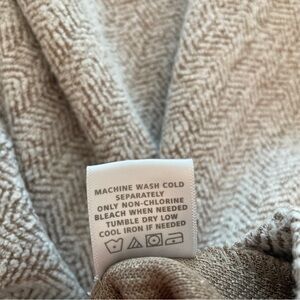 MACHINE WASH COLD
SEPARATELY
ONLY NON-CHLORINE
BLEACH WHEN NEEDED
TUMBLE DRY LOW
COOL IRON IF NEEDED